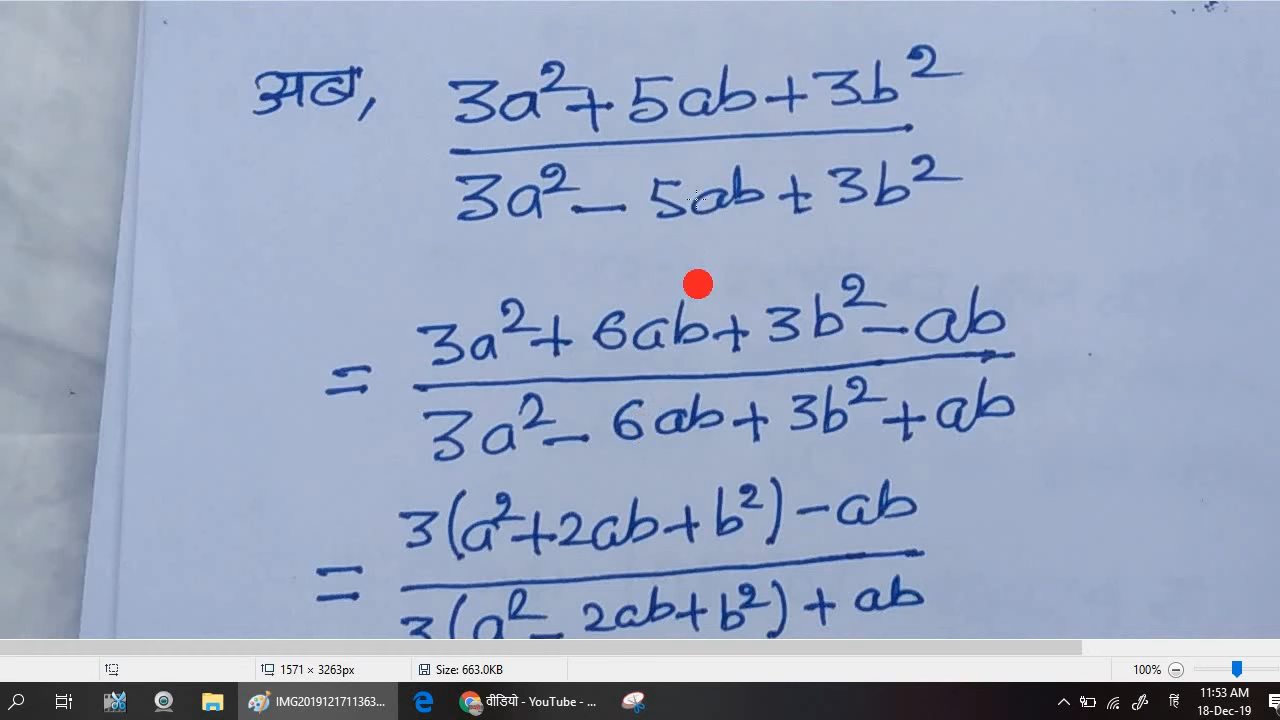 अब, 3a²+5ab+3b²
3a²-5ab+3b²
= 3a²+6ab+3b²-ab
3a²-6ab+3b²+ab
= 3(a²+2ab+b²)-ab
3(a²-2ab+b²)+ab
1571 × 3263px Size: 663.0KB 100%
IMG2019121711363... वीडियो - YouTube - ... हिं 11:53 AM
18-Dec-19